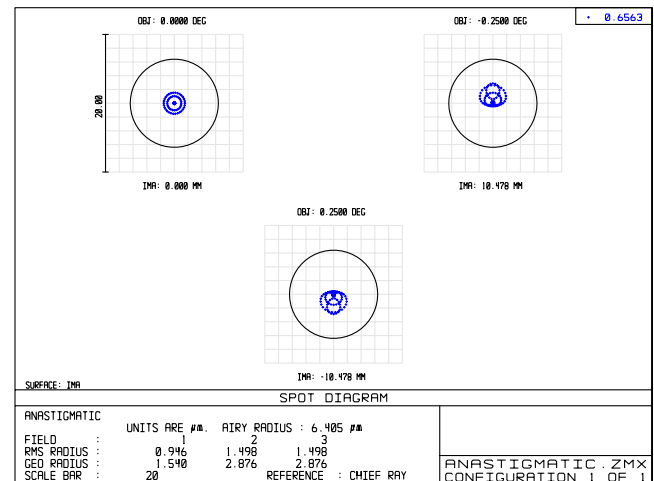 OBJ: 0.0000 DEG
OBJ: -0.2500 DEG
0.6563
20.00
IMA: 0.000 MM
IMA: 10.478 MM
OBJ: 0.2500 DEG
IMA: -10.478 MM
SURFACE: IMA
SPOT DIAGRAM
ANASTIGMATIC
UNITS ARE µm. AIRY RADIUS : 6.405 µm
FIELD : 1 2 3
RMS RADIUS : 0.946 1.498 1.498
GEO RADIUS : 1.540 2.876 2.876
SCALE BAR : 20 REFERENCE : CHIEF RAY
ANASTIGMATIC.ZMX
CONFIGURATION 1 OF 1